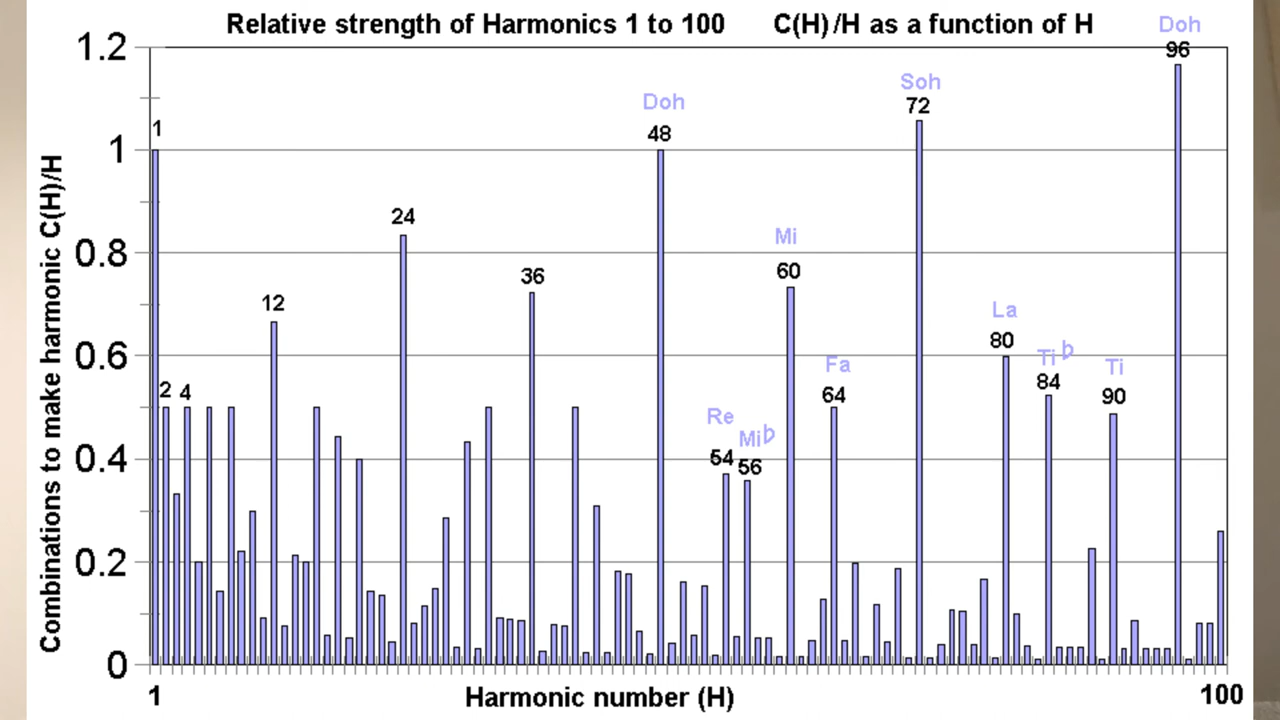 Relative strength of Harmonics 1 to 100 C(H)/H as a function of H
Doh
96
1.2
Soh
72
Doh
48
1
1
24
Mi
60
0.8
36
12
La
80
Ti b
84
Ti
90
Fa
64
0.6
2 4
Re
54
Mi b
56
0.4
0.2
0
Combinations to make harmonic C(H)/H
1
Harmonic number (H)
100